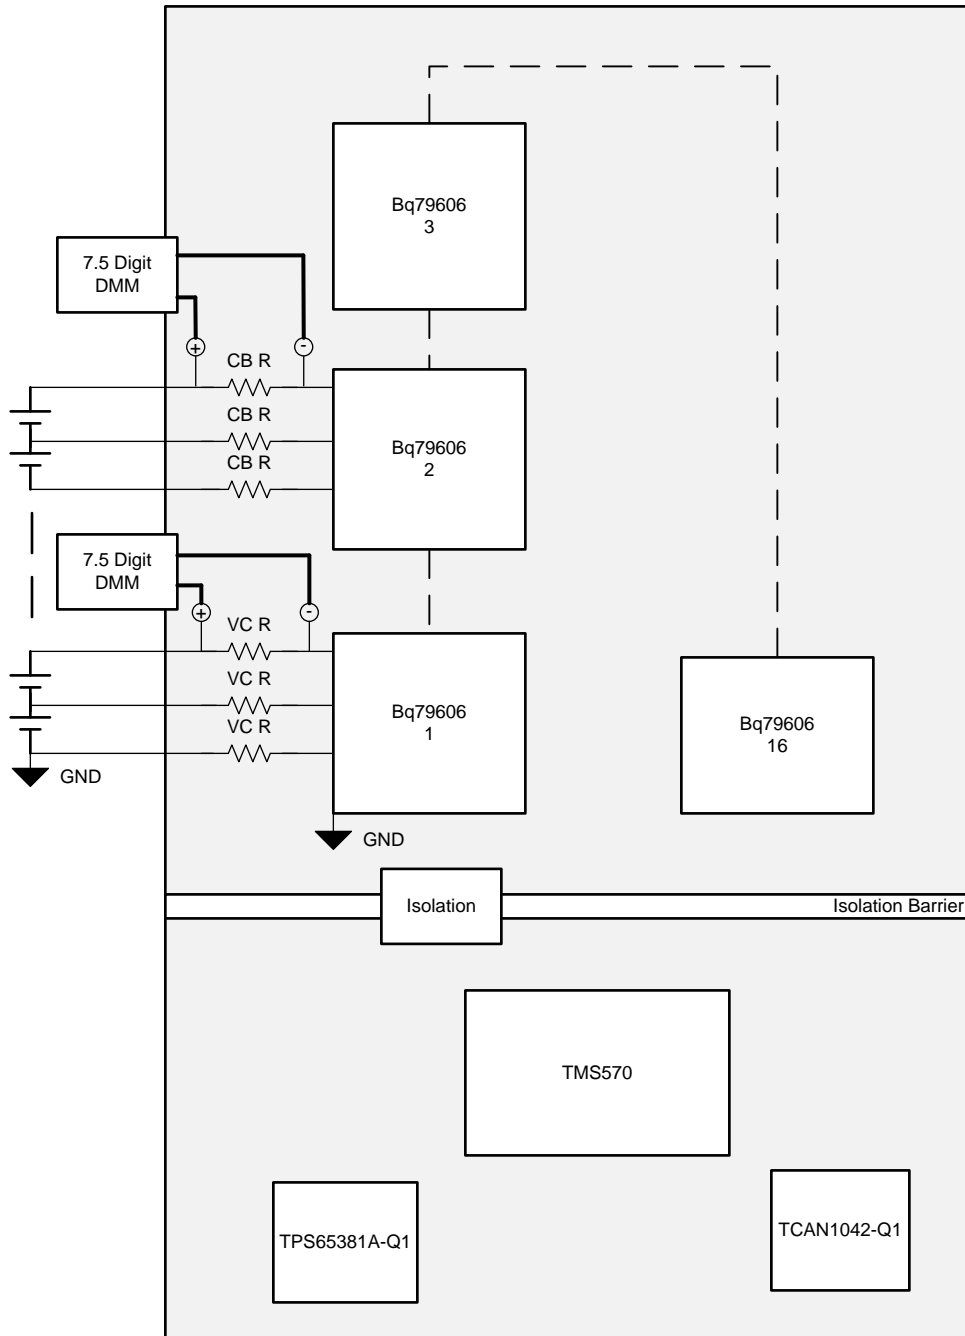 Bq79606
3
7.5 Digit
DMM
+
-
CB R
CB R
CB R
Bq79606
2
7.5 Digit
DMM
+
-
VC R
VC R
VC R
Bq79606
1
Bq79606
16
GND
GND
Isolation
Isolation Barrier
TMS570
TPS65381A-Q1
TCAN1042-Q1